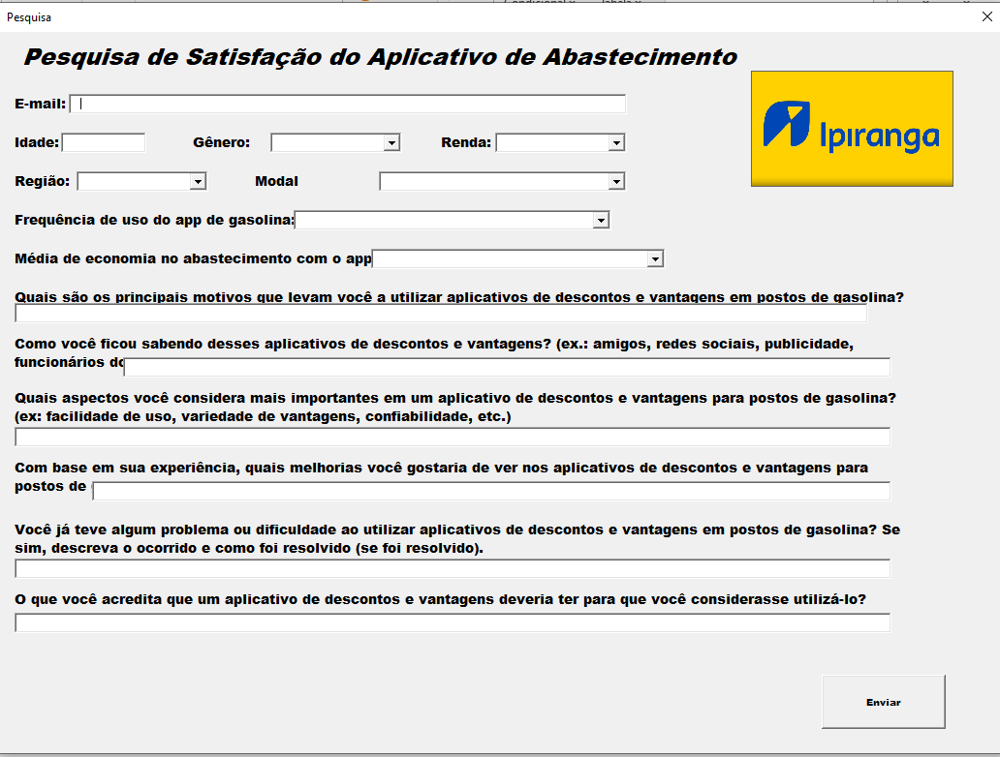 Pesquisa
Pesquisa de Satisfação do Aplicativo de Abastecimento
E-mail:
Ipiranga
Idade: Gênero: Renda:
Região: Modal
Frequência de uso do app de gasolina:
Média de economia no abastecimento com o app
Quais são os principais motivos que levam você a utilizar aplicativos de descontos e vantagens em postos de gasolina?
Como você ficou sabendo desses aplicativos de descontos e vantagens? (ex.: amigos, redes sociais, publicidade,
funcionários do
Quais aspectos você considera mais importantes em um aplicativo de descontos e vantagens para postos de gasolina?
(ex: facilidade de uso, variedade de vantagens, confiabilidade, etc.)
Com base em sua experiência, quais melhorias você gostaria de ver nos aplicativos de descontos e vantagens para
postos de
Você já teve algum problema ou dificuldade ao utilizar aplicativos de descontos e vantagens em postos de gasolina? Se
sim, descreva o ocorrido e como foi resolvido (se foi resolvido).
O que você acredita que um aplicativo de descontos e vantagens deveria ter para que você considerasse utilizá-lo?
Enviar